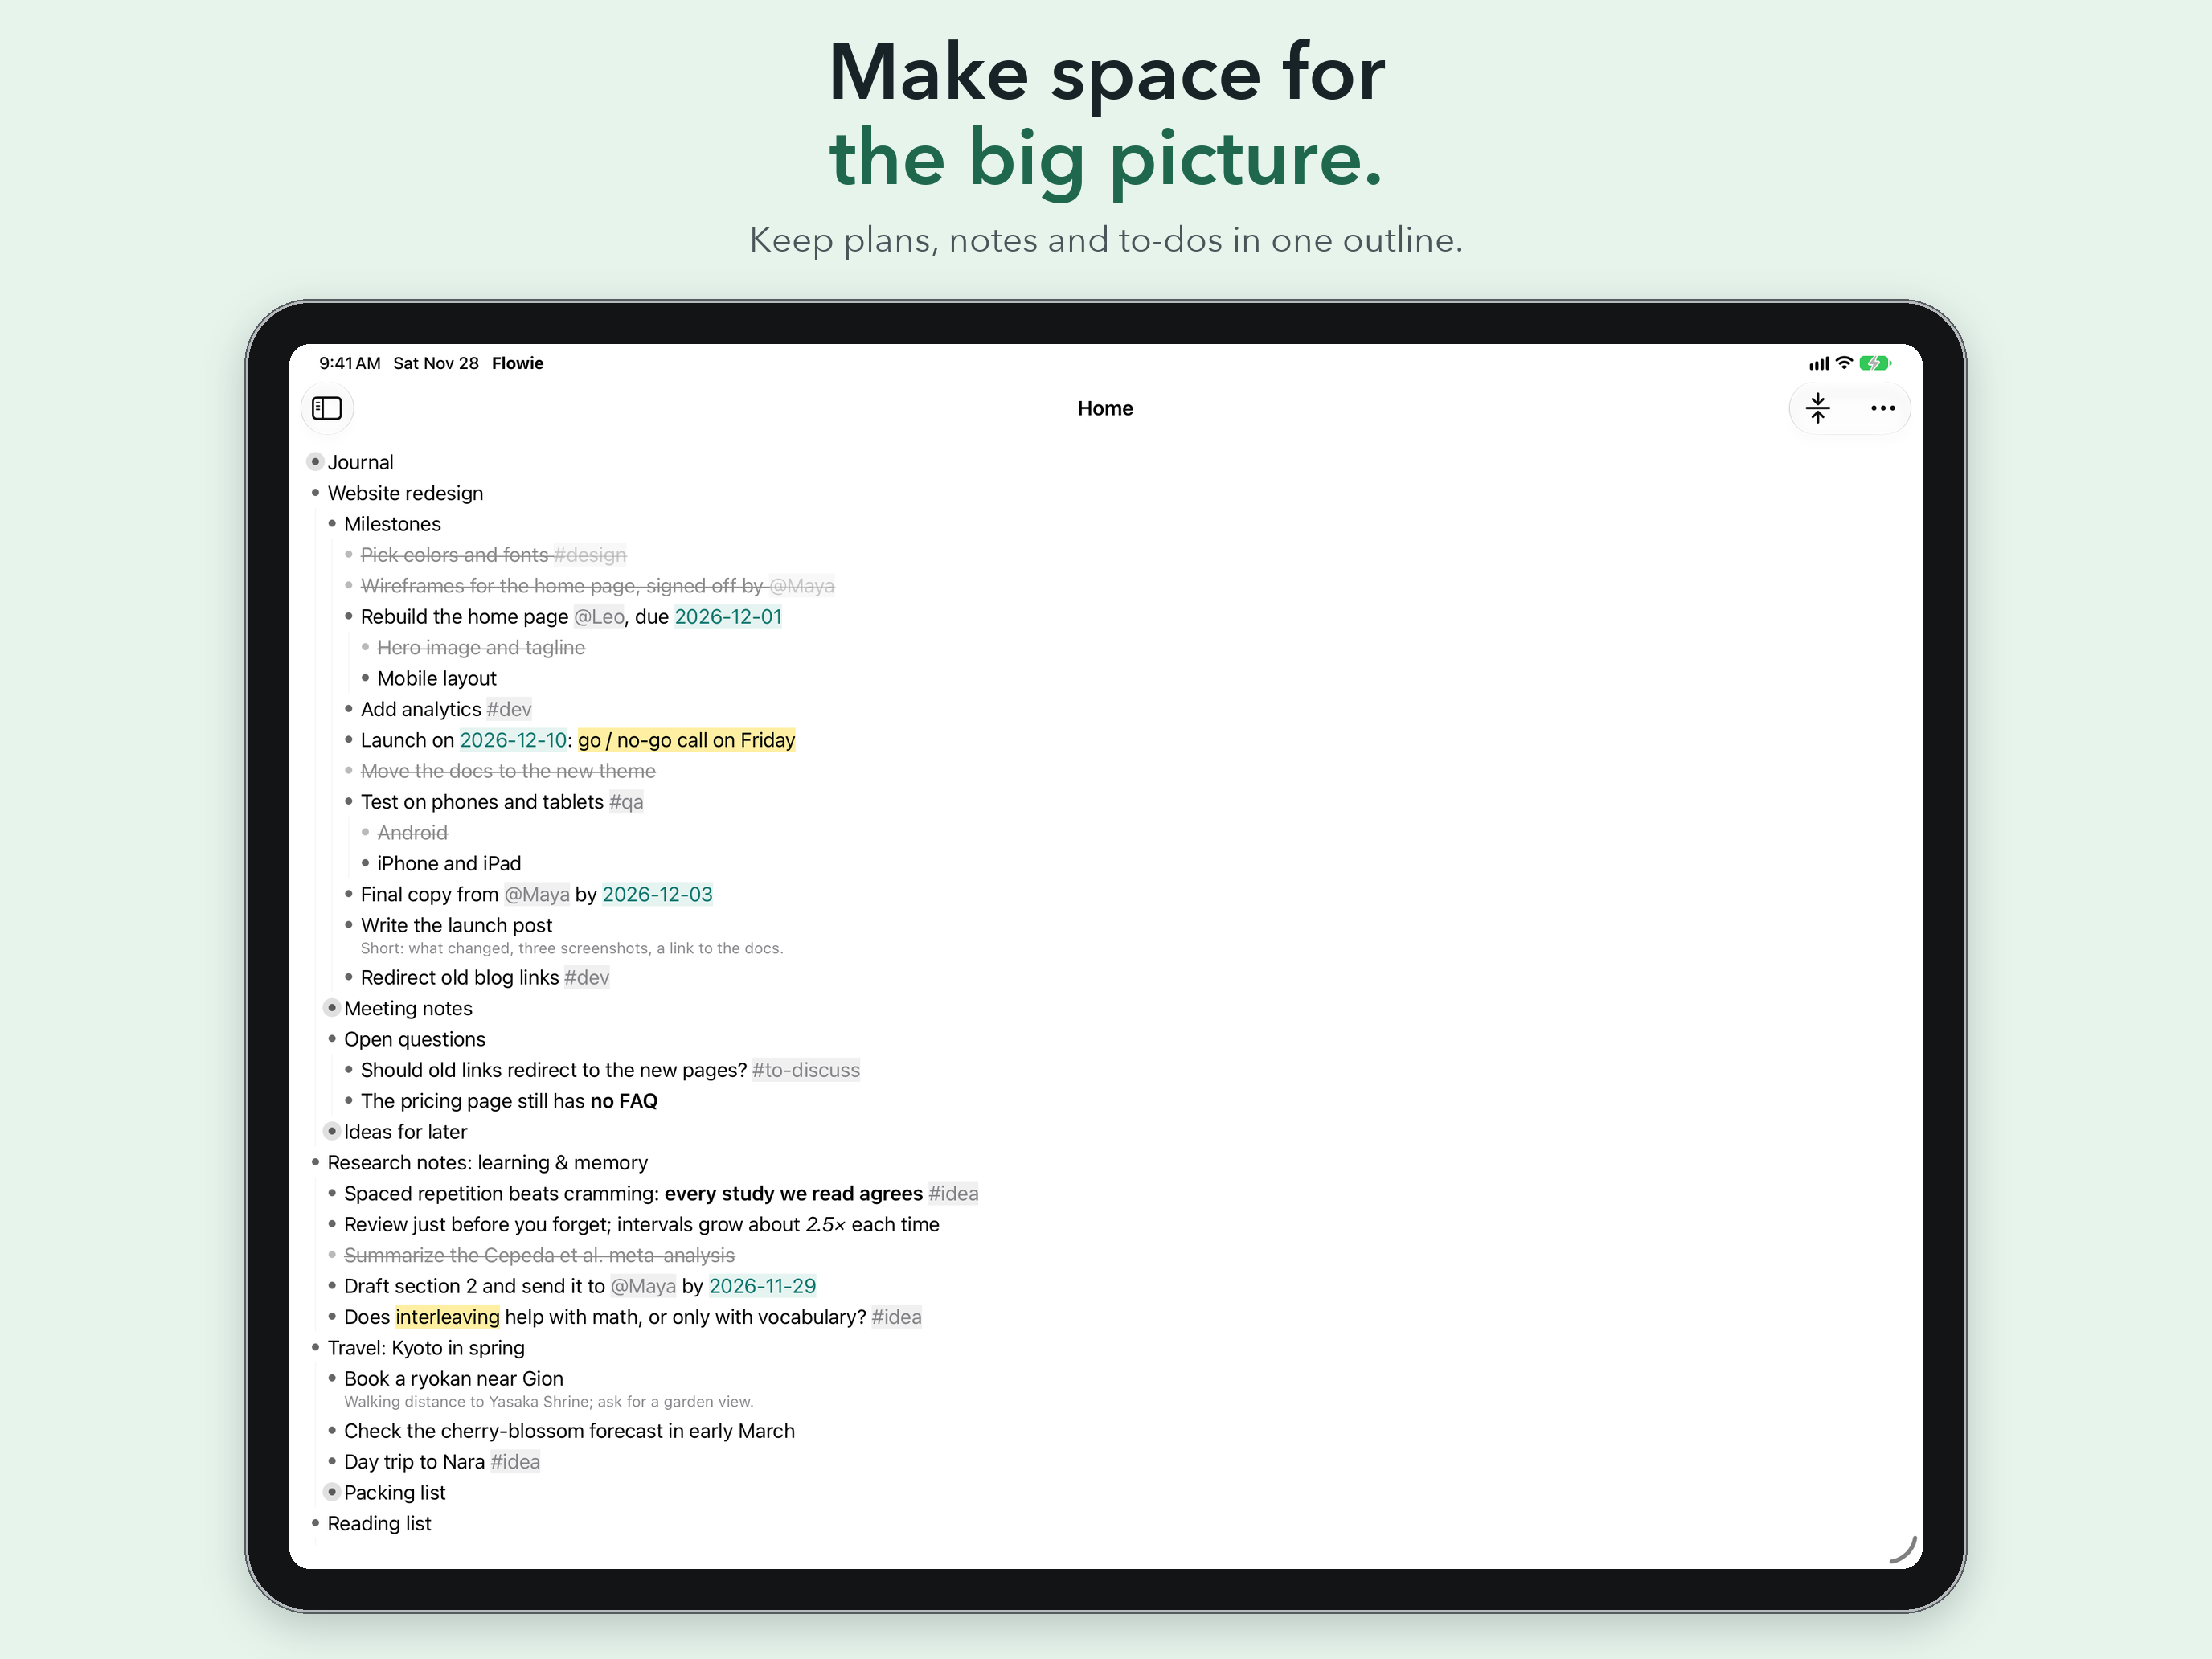 Make space for
the big picture.
Keep plans, notes and to-dos in one outline.
9:41 AM Sat Nov 28 Flowie
Home
Journal
Website redesign
Milestones
Pick colors and fonts #design
Wireframes for the home page, signed off by @Maya
Rebuild the home page @Leo, due 2026-12-01
Hero image and tagline
Mobile layout
Add analytics #dev
Launch on 2026-12-10: go / no-go call on Friday
Move the docs to the new theme
Test on phones and tablets #qa
Android
iPhone and iPad
Final copy from @Maya by 2026-12-03
Write the launch post
Short: what changed, three screenshots, a link to the docs.
Redirect old blog links #dev
Meeting notes
Open questions
Should old links redirect to the new pages? #to-discuss
The pricing page still has no FAQ
Ideas for later
Research notes: learning & memory
Spaced repetition beats cramming: every study we read agrees #idea
Review just before you forget; intervals grow about 2.5× each time
Summarize the Cepeda et al. meta-analysis
Draft section 2 and send it to @Maya by 2026-11-29
Does interleaving help with math, or only with vocabulary? #idea
Travel: Kyoto in spring
Book a ryokan near Gion
Walking distance to Yasaka Shrine; ask for a garden view.
Check the cherry-blossom forecast in early March
Day trip to Nara #idea
Packing list
Reading list